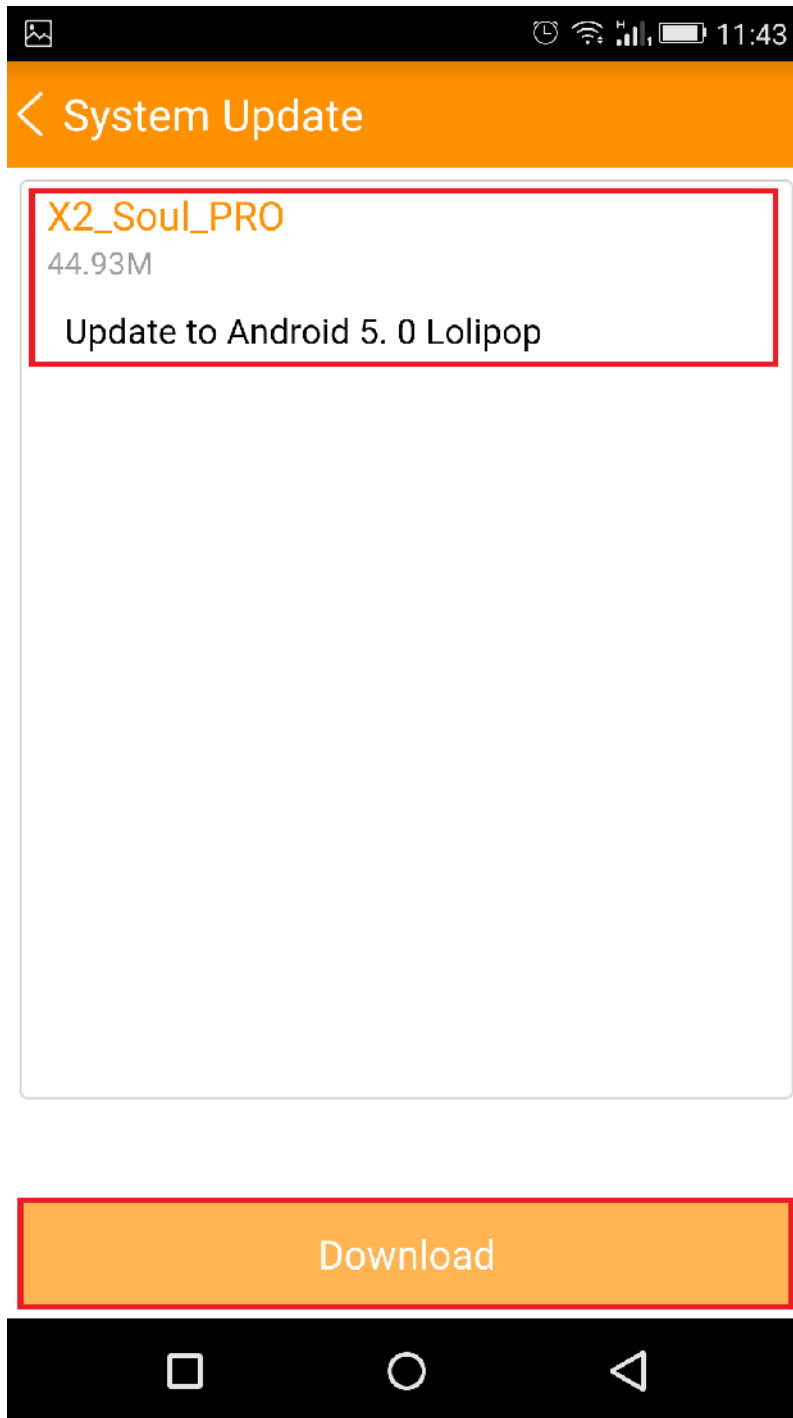 11:43
System Update
X2_Soul_PRO
44.93M
Update to Android 5. 0 Lolipop
Download